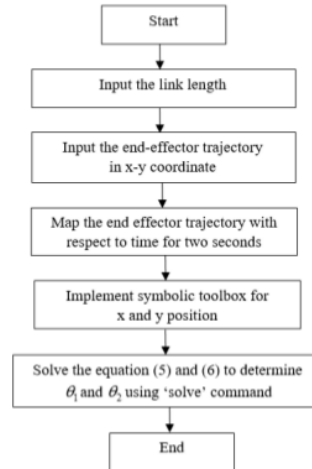 Start
Input the link length
Input the end-effector trajectory
in x-y coordinate
Map the end effector trajectory with
respect to time for two seconds
Implement symbolic toolbox for
x and y position
Solve the equation (5) and (6) to determine
θ₁ and θ₂ using ‘solve’ command
End